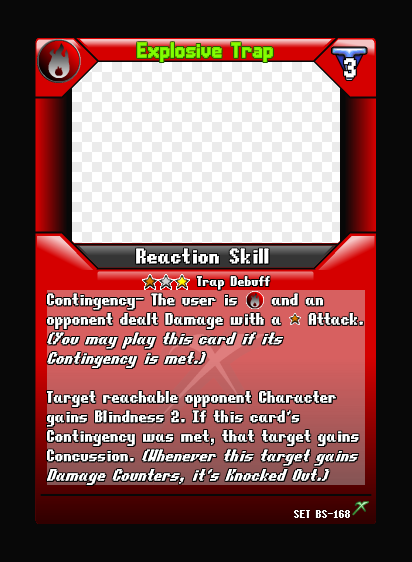 Explosive Trap
3
Reaction Skill
Trap Debuff
Contingency- The user is and an
opponent dealt Damage with a Attack.
(You may play this card if its
Contingency is met.)
Target reachable opponent Character
gains Blindness 2. If this card's
Contingency was met, that target gains
Concussion. (Whenever this target gains
Damage Counters, it's Knocked Out.)
SET BS-168